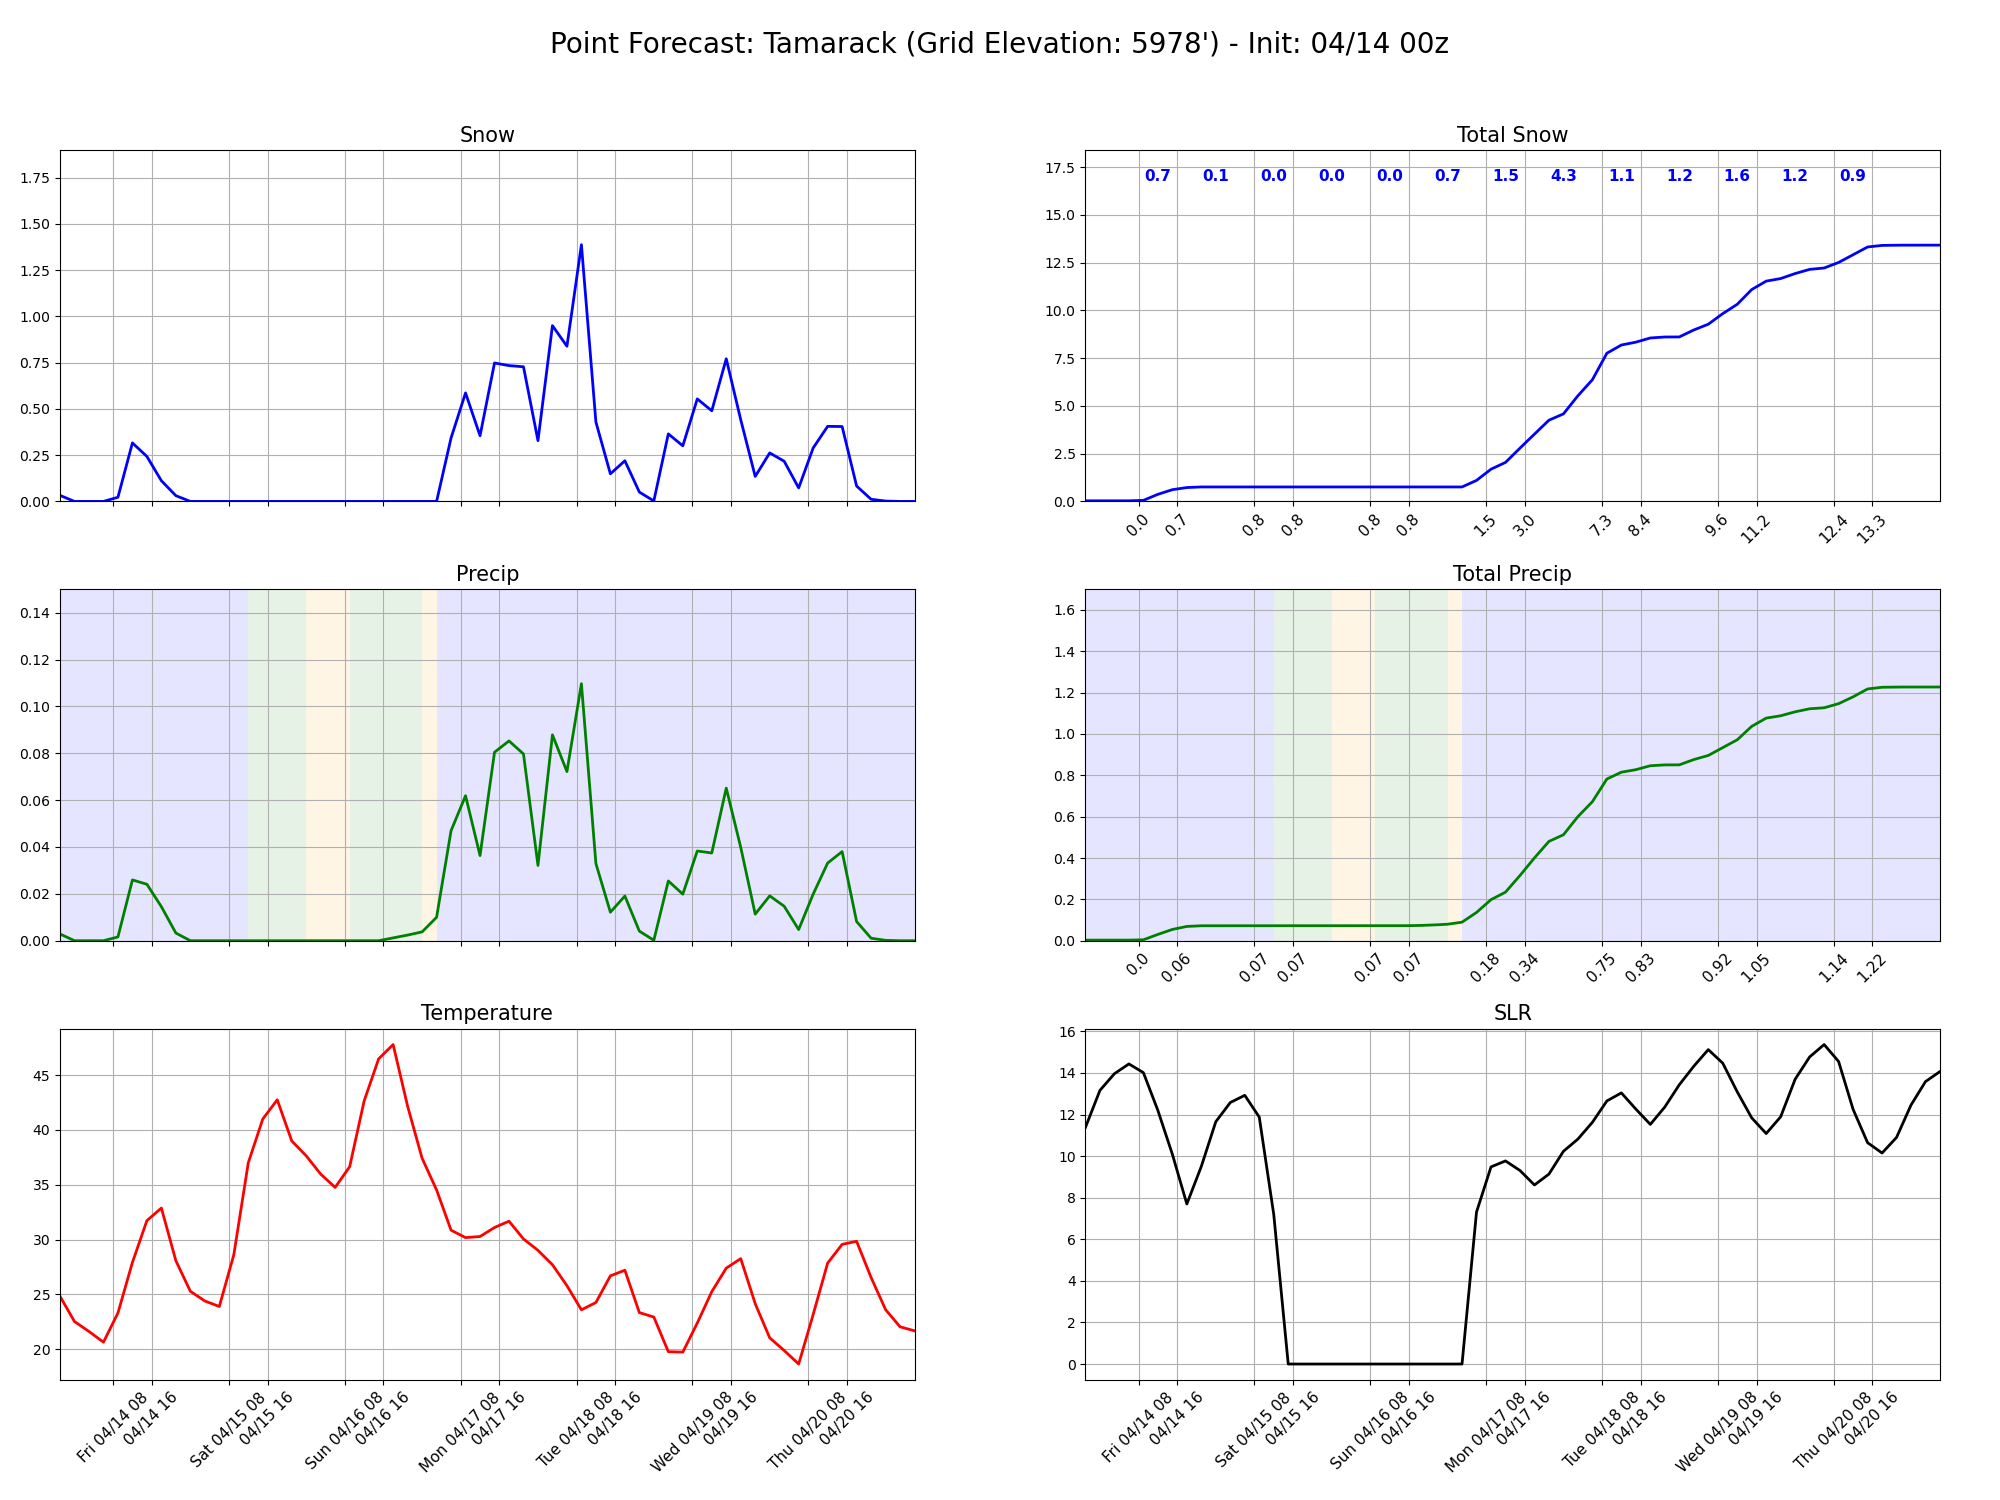 Point Forecast: Tamarack (Grid Elevation: 5978') - Init: 04/14 00z
Snow
1.75
1.50
1.25
1.00
0.75
0.50
0.25
0.00
Total Snow
17.5
15.0
12.5
10.0
7.5
5.0
2.5
0.0
0.7 0.1 0.0 0.0 0.0 0.7 1.5 4.3 1.1 1.2 1.6 1.2 0.9
0.0 0.7 0.8 0.8 0.8 0.8 1.5 3.0 7.3 8.4 9.6 11.2 12.4 13.3
Precip
0.14
0.12
0.10
0.08
0.06
0.04
0.02
0.00
Total Precip
1.6
1.4
1.2
1.0
0.8
0.6
0.4
0.2
0.0
0.0 0.06 0.07 0.07 0.07 0.07 0.18 0.34 0.75 0.83 0.92 1.05 1.14 1.22
Temperature
45
40
35
30
25
20
Fri 04/14 08
04/14 16
Sat 04/15 08
04/15 16
Sun 04/16 08
04/16 16
Mon 04/17 08
04/17 16
Tue 04/18 08
04/18 16
Wed 04/19 08
04/19 16
Thu 04/20 08
04/20 16
SLR
16
14
12
10
8
6
4
2
0
Fri 04/14 08
04/14 16
Sat 04/15 08
04/15 16
Sun 04/16 08
04/16 16
Mon 04/17 08
04/17 16
Tue 04/18 08
04/18 16
Wed 04/19 08
04/19 16
Thu 04/20 08
04/20 16